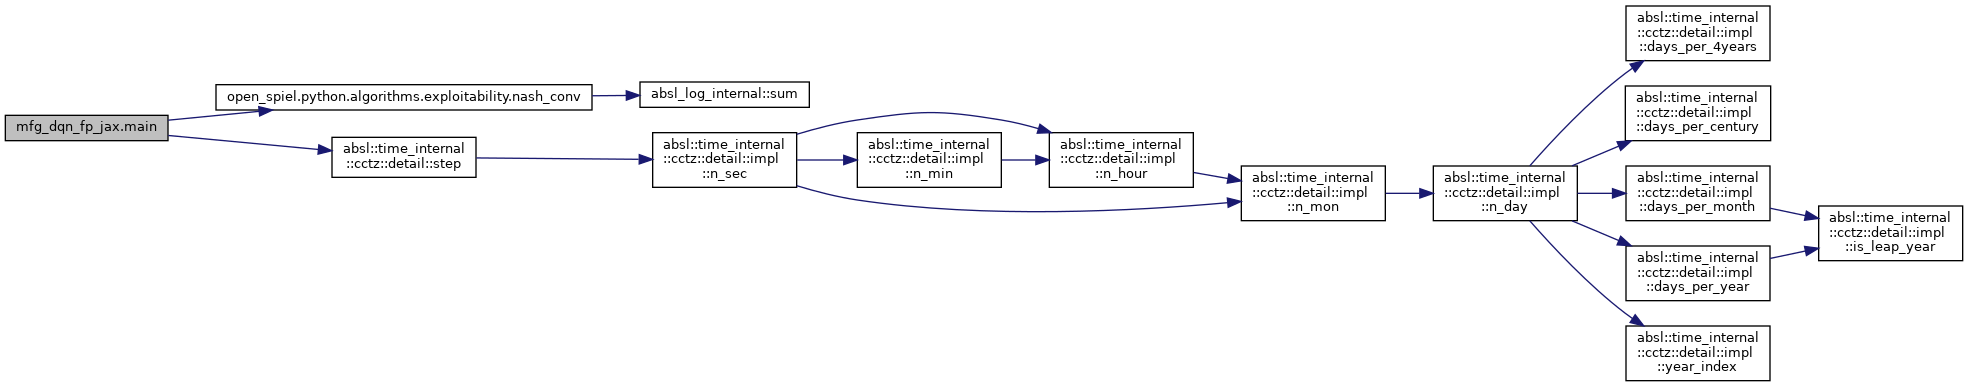 mfg_dqn_fp_jax.main
open_spiel.python.algorithms.exploitability.nash_conv
absl_log_internal::sum
absl::time_internal
::cctz::detail::step
absl::time_internal
::cctz::detail::impl
::n_sec
absl::time_internal
::cctz::detail::impl
::n_min
absl::time_internal
::cctz::detail::impl
::n_hour
absl::time_internal
::cctz::detail::impl
::n_mon
absl::time_internal
::cctz::detail::impl
::n_day
absl::time_internal
::cctz::detail::impl
::days_per_4years
absl::time_internal
::cctz::detail::impl
::days_per_century
absl::time_internal
::cctz::detail::impl
::days_per_month
absl::time_internal
::cctz::detail::impl
::days_per_year
absl::time_internal
::cctz::detail::impl
::year_index
absl::time_internal
::cctz::detail::impl
::is_leap_year